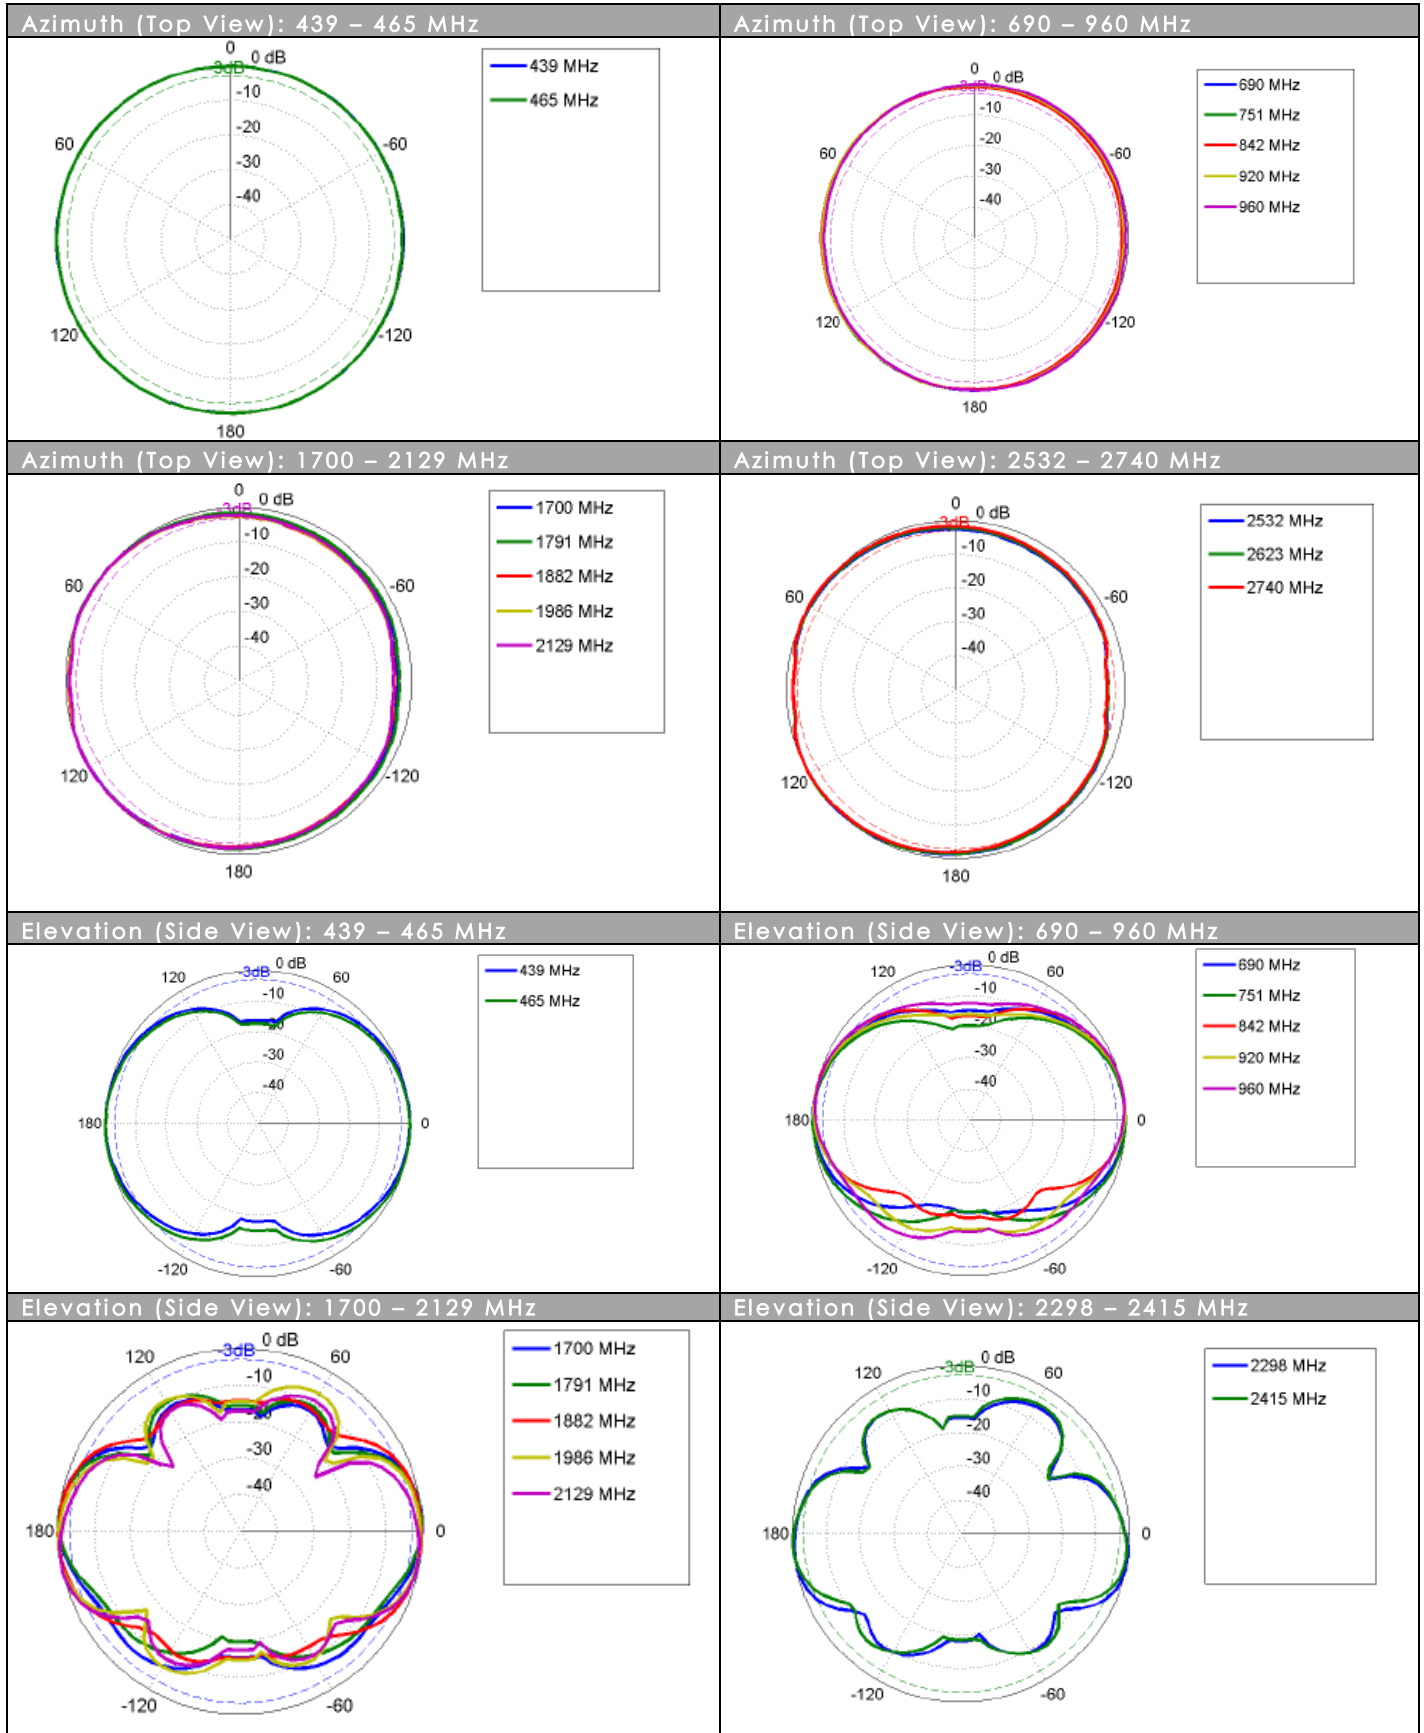 Azimuth (Top View): 439 – 465 MHz
0
0 dB
3dB
-10
-20
-30
-40
60
-60
120
-120
180
439 MHz
465 MHz
Azimuth (Top View): 690 – 960 MHz
0
0 dB
-3dB
-10
-20
-30
-40
60
-60
120
-120
180
690 MHz
751 MHz
842 MHz
920 MHz
960 MHz
Azimuth (Top View): 1700 – 2129 MHz
0
0 dB
-3dB
-10
-20
-30
-40
60
-60
120
-120
180
1700 MHz
1791 MHz
1882 MHz
1986 MHz
2129 MHz
Azimuth (Top View): 2532 – 2740 MHz
0
0 dB
-3dB
-10
-20
-30
-40
60
-60
120
-120
180
2532 MHz
2623 MHz
2740 MHz
Elevation (Side View): 439 – 465 MHz
0 dB
-3dB
120
60
-10
-20
-30
-40
180
0
-120
-60
439 MHz
465 MHz
Elevation (Side View): 690 – 960 MHz
0 dB
-3dB
120
60
-10
-20
-30
-40
180
0
-120
-60
690 MHz
751 MHz
842 MHz
920 MHz
960 MHz
Elevation (Side View): 1700 – 2129 MHz
0 dB
-3dB
120
60
-10
-20
-30
-40
180
0
-120
-60
1700 MHz
1791 MHz
1882 MHz
1986 MHz
2129 MHz
Elevation (Side View): 2298 – 2415 MHz
0 dB
-3dB
120
60
-10
-20
-30
-40
180
0
-120
-60
2298 MHz
2415 MHz